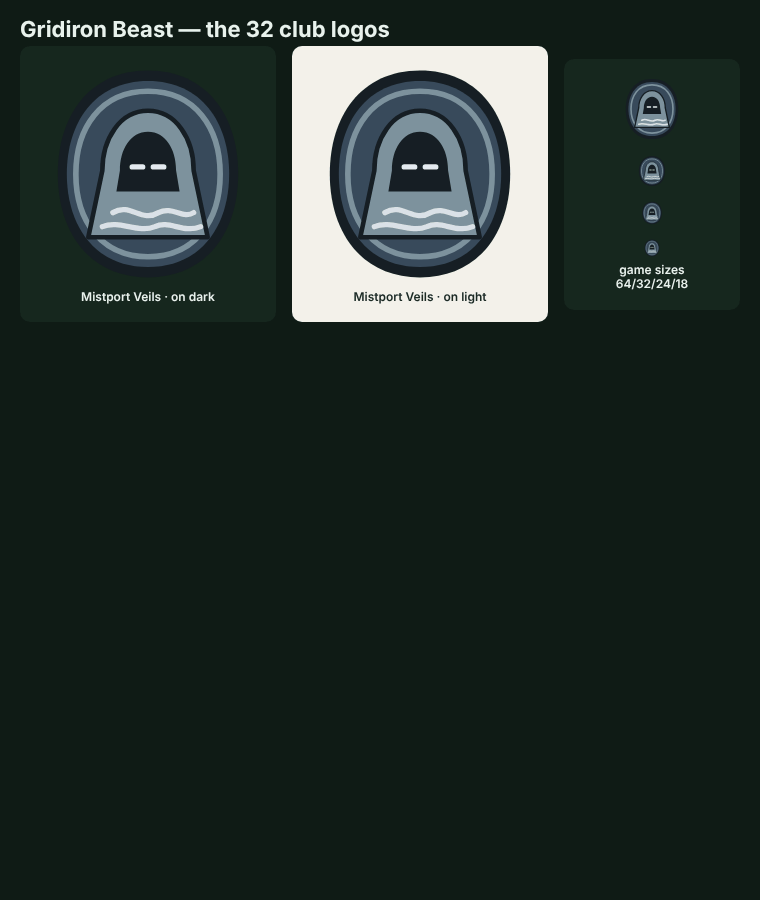 Gridiron Beast — the 32 club logos
Mistport Veils · on dark
Mistport Veils · on light
game sizes
64/32/24/18